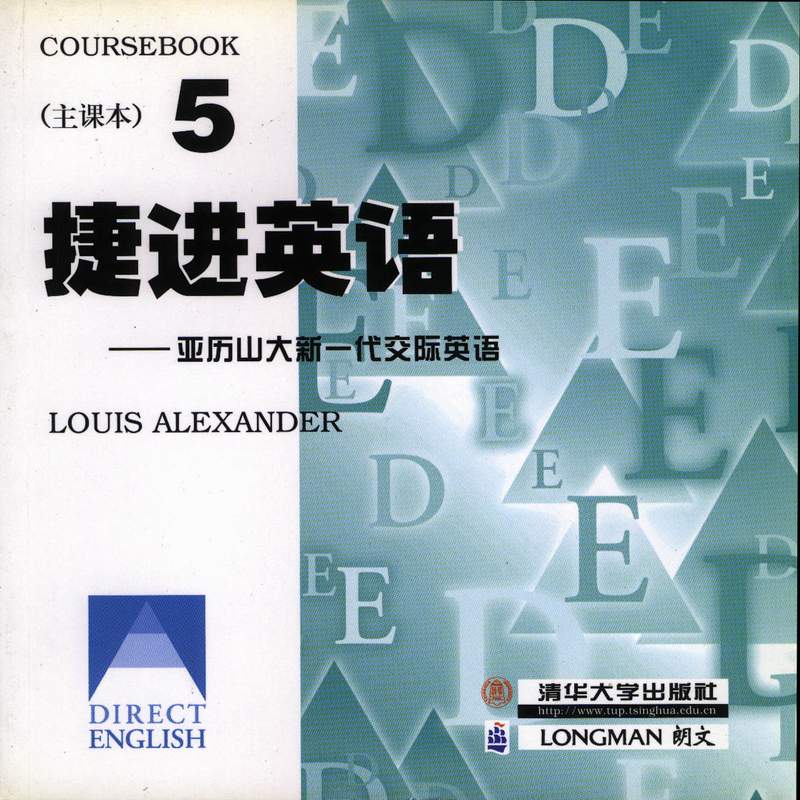 COURSEBOOK
（主课本） 5
捷进英语
——亚历山大新一代交际英语
LOUIS ALEXANDER
DIRECT
ENGLISH
清华大学出版社
http://www.tup.tsinghua.edu.cn
LONGMAN 朗文